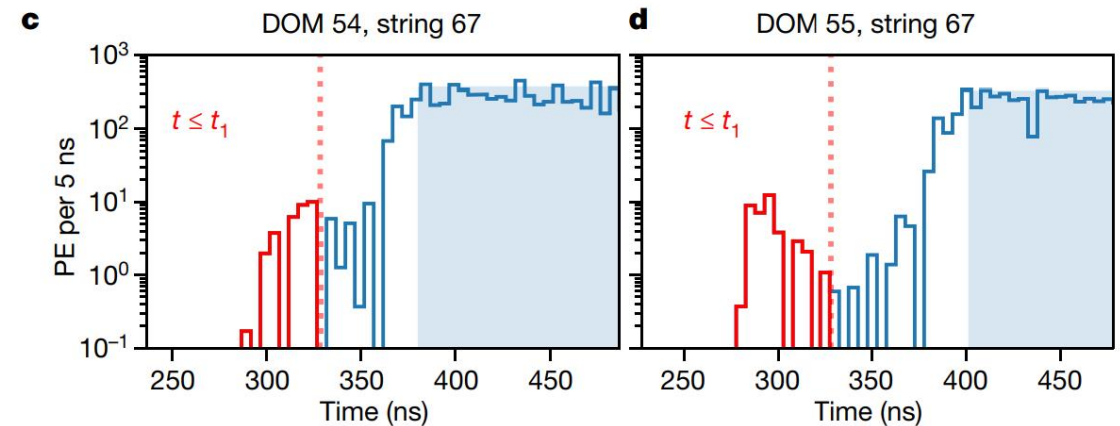 c DOM 54, string 67
PE per 5 ns
10³
10²
10¹
10⁰
10⁻¹
t ≤ t₁
250 300 350 400 450
Time (ns)
d DOM 55, string 67
t ≤ t₁
250 300 350 400 450
Time (ns)